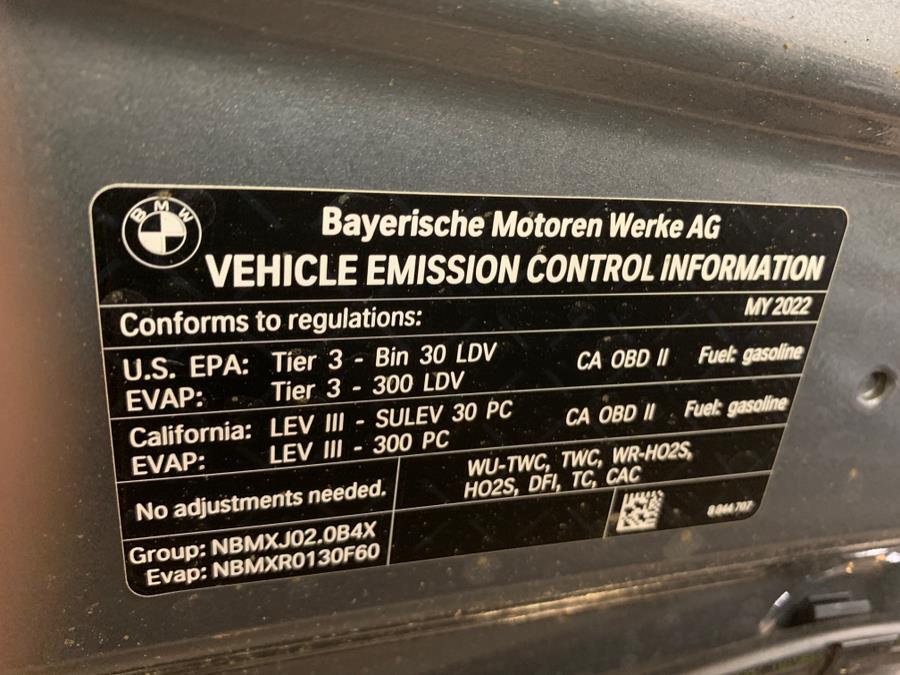 BMW
Bayerische Motoren Werke AG
VEHICLE EMISSION CONTROL INFORMATION
MY 2022
Conforms to regulations:
U.S. EPA: Tier 3 - Bin 30 LDV CA OBD II Fuel: gasoline
EVAP: Tier 3 - 300 LDV
California: LEV III - SULEV 30 PC CA OBD II Fuel: gasoline
EVAP: LEV III - 300 PC
No adjustments needed.
WU-TWC, TWC, WR-HO2S,
HO2S, DFI, TC, CAC
Group: NBMXJ02.0B4X
Evap: NBMXR0130F60
8 844 707